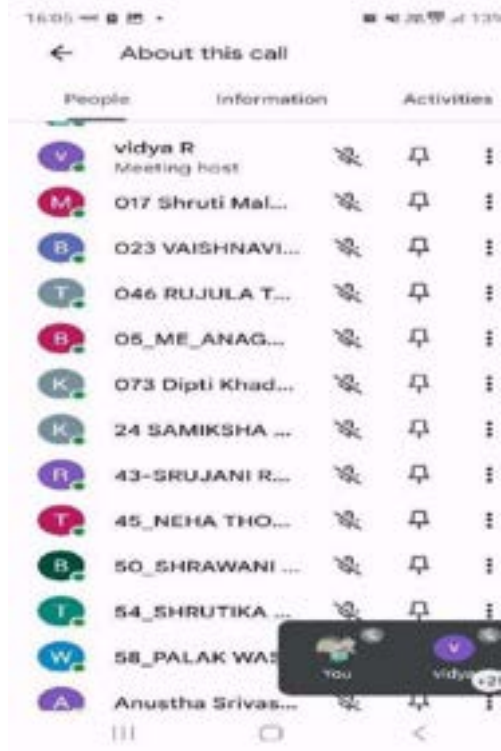 16:05
13%
About this call
People Information Activities
V vidya R
Meeting host
M 017 Shruti Mal...
B 023 VAISHNAVI...
T 046 RUJULA T...
B 05_ME_ANAG...
K 073 Dipti Khad...
K 24 SAMIKSHA ...
R 43-SRUJANI R...
T 45_NEHA THO...
B 50_SHRAWANI ...
T 54_SHRUTIKA ...
W 58_PALAK WAS
A Anustha Srivas...
V
You vidya